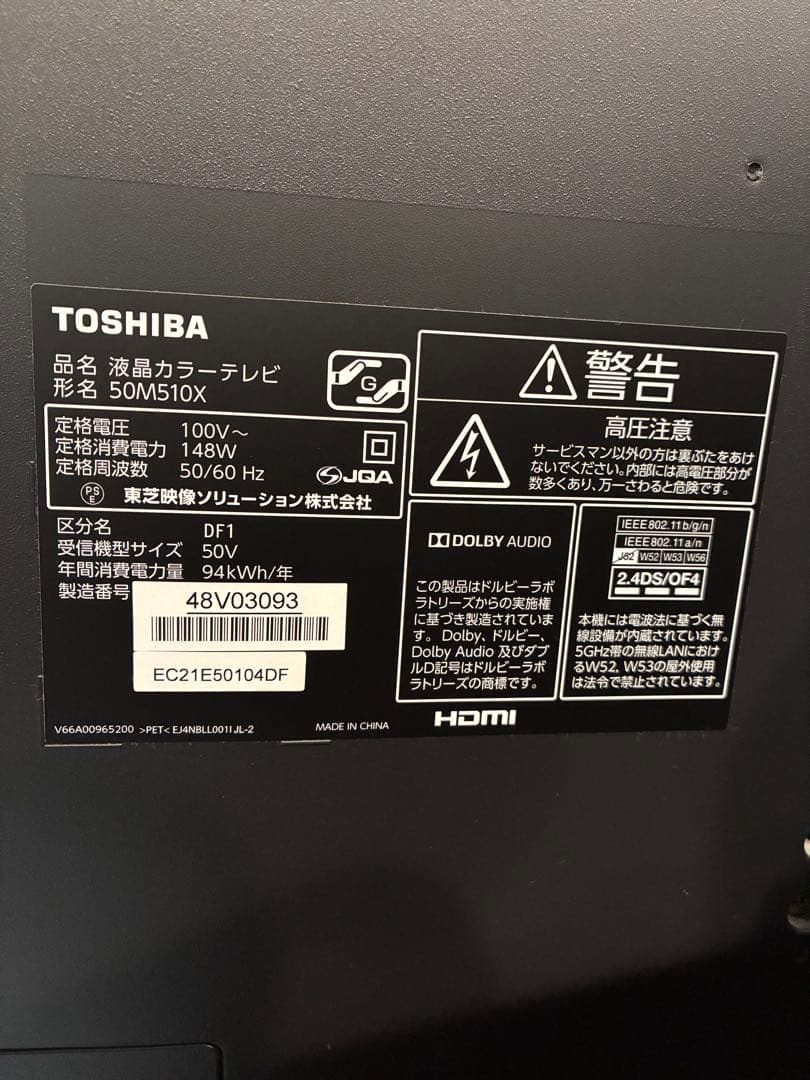 TOSHIBA
品名 液晶カラーテレビ
形名 50M510X
G
定格電圧 100V～
定格消費電力 148W
定格周波数 50/60 Hz
JQA
PS
E
東芝映像ソリューション株式会社
区分名 DF1
受信機型サイズ 50V
年間消費電力量 94kWh/年
製造番号
48V03093
EC21E50104DF
V66A00965200 >PET< EJ4NBLL001IJL-2
MADE IN CHINA
警告
高圧注意
サービスマン以外の方は裏ぶたをあけ
ないでください。内部には高電圧部分が
数多くあり、万一さわると危険です。
DOLBY AUDIO
この製品はドルビーラボ
ラトリーズからの実施権
に基づき製造されていま
す。Dolby、ドルビー、
Dolby Audio 及びダブ
ルD記号はドルビーラボ
ラトリーズの商標です。
IEEE802.11b/g/n
IEEE802.11a/n
J52 W52 W53 W56
2.4DS/OF4
本機には電波法に基づく無
線設備が内蔵されています。
5GHz帯の無線LANにおけ
るW52、W53の屋外使用
は法令で禁止されています。
HDMI